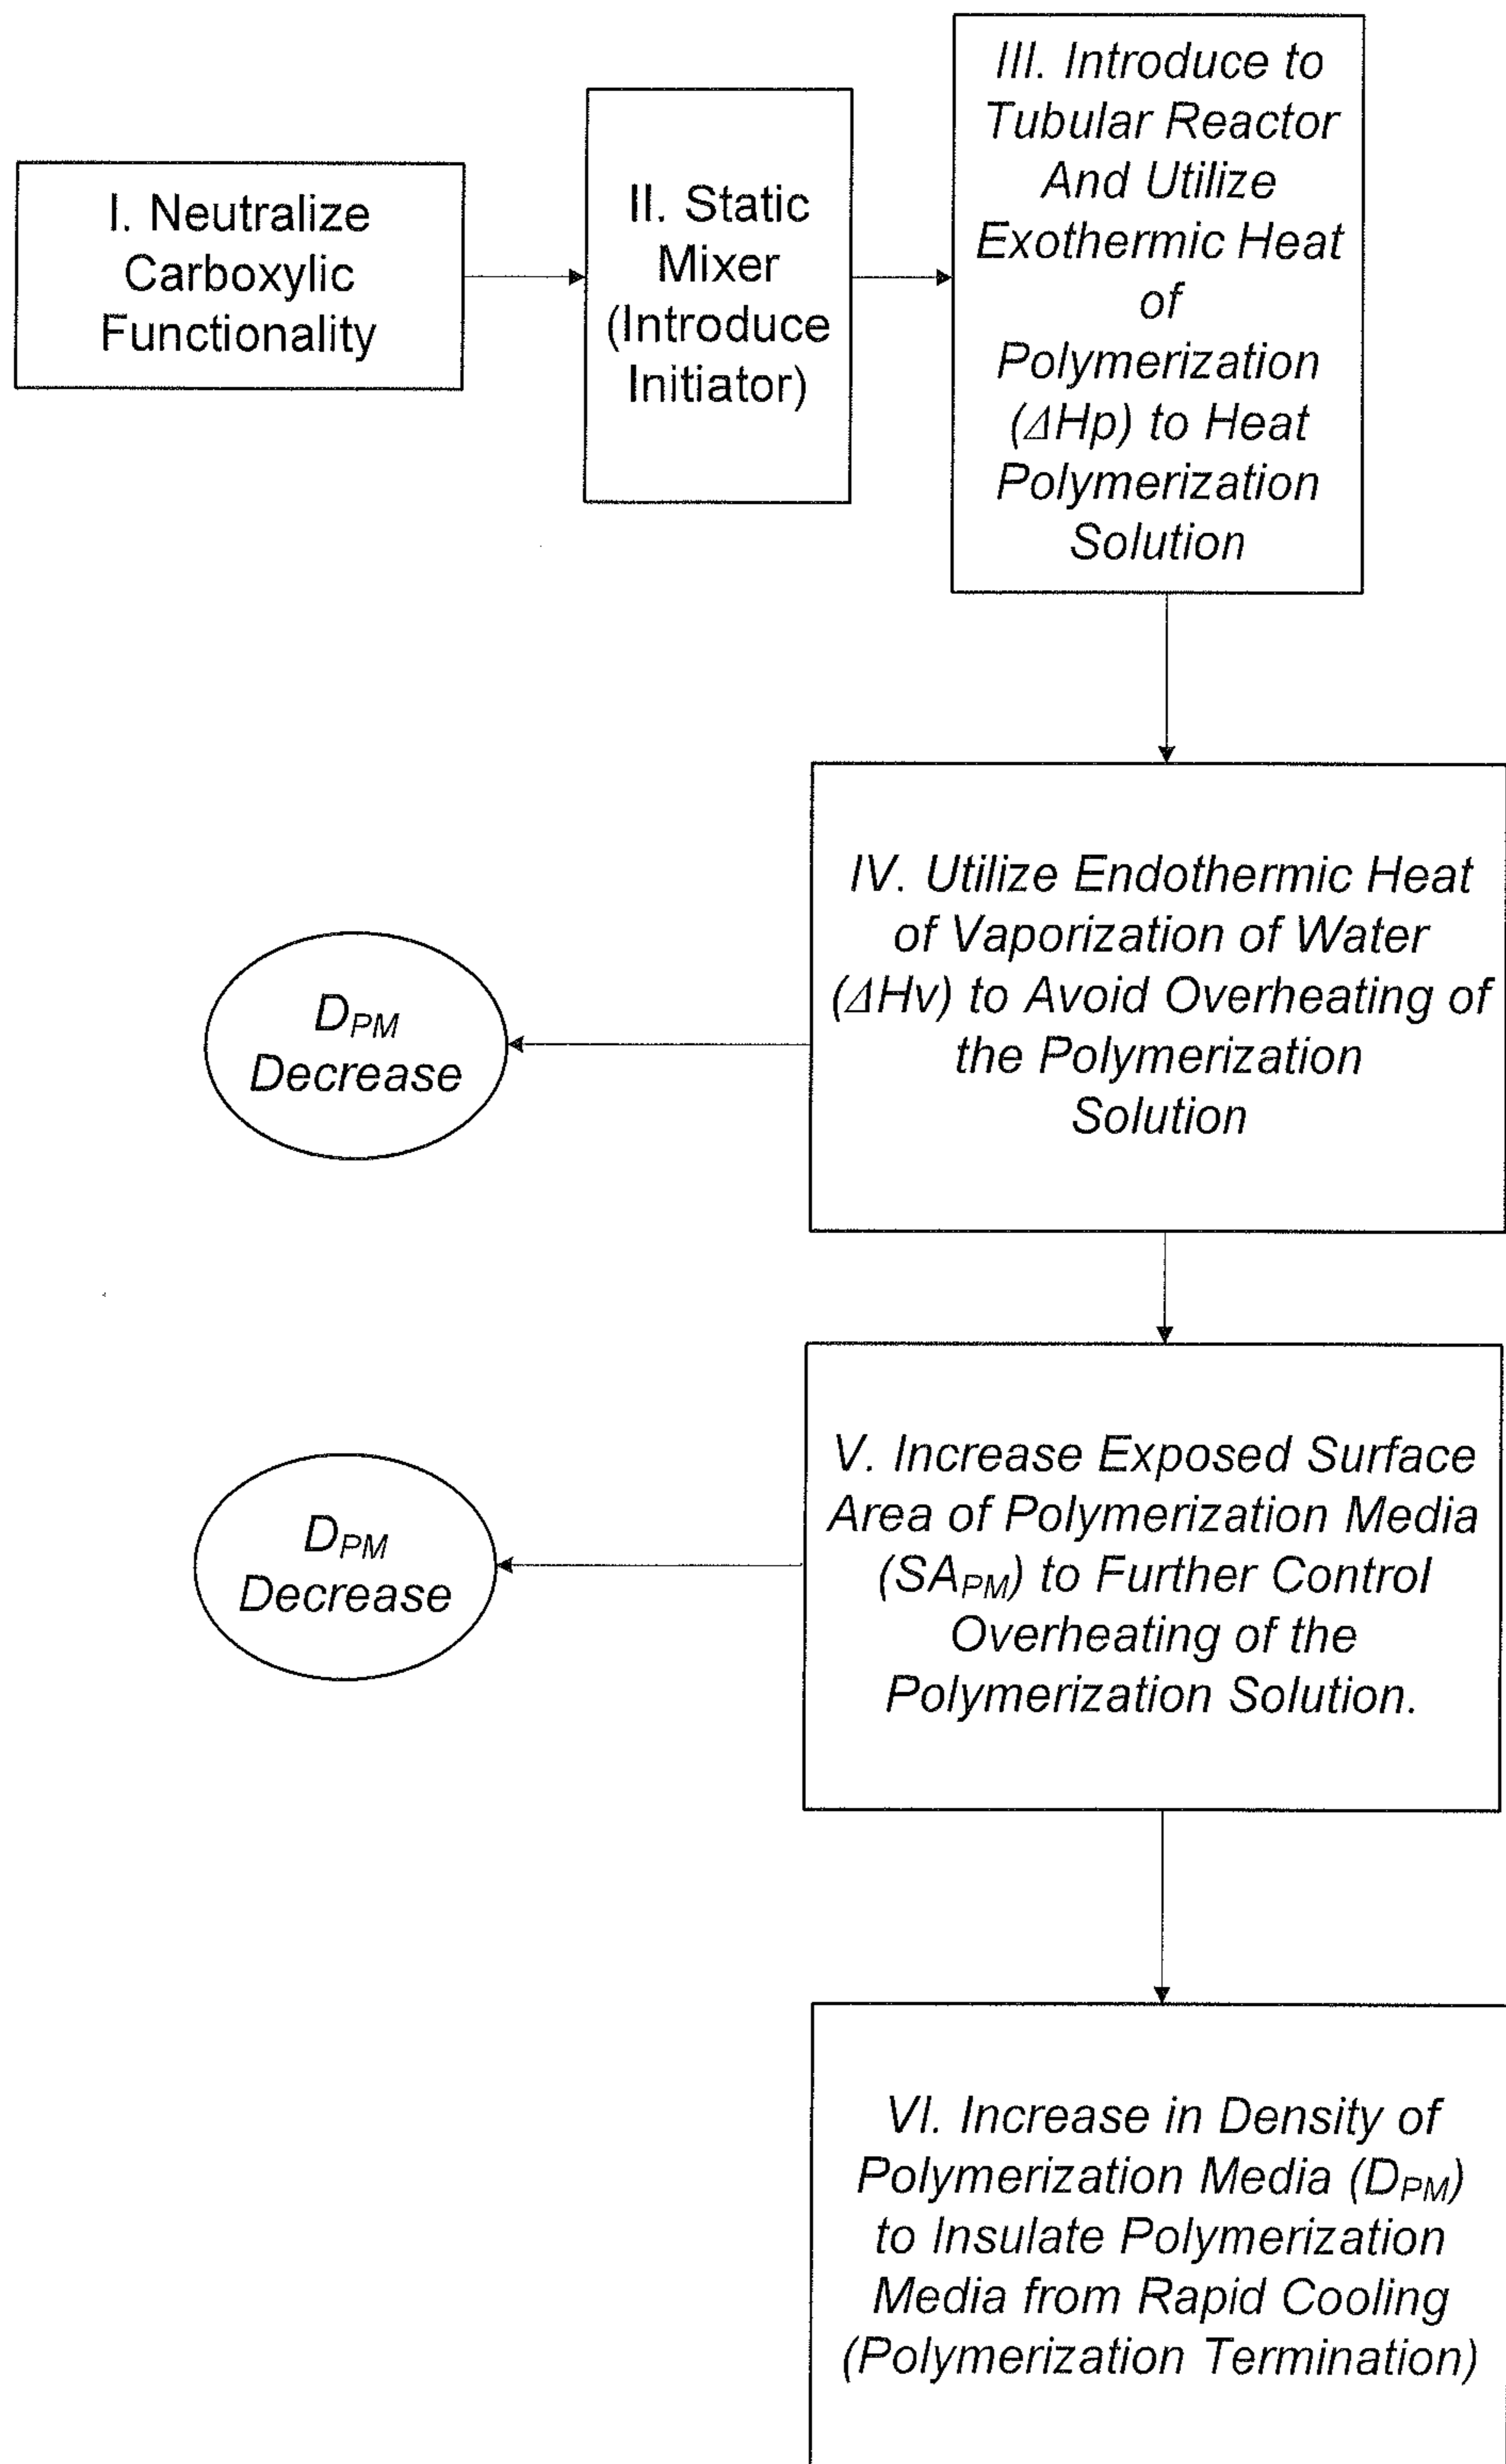 I. Neutralize
Carboxylic
Functionality
II. Static
Mixer
(Introduce
Initiator)
III. Introduce to
Tubular Reactor
And Utilize
Exothermic Heat
of
Polymerization
(ΔHp) to Heat
Polymerization
Solution
IV. Utilize Endothermic Heat
of Vaporization of Water
(ΔHv) to Avoid Overheating of
the Polymerization
Solution
DPM
Decrease
V. Increase Exposed Surface
Area of Polymerization Media
(SAPM) to Further Control
Overheating of the
Polymerization Solution.
DPM
Decrease
VI. Increase in Density of
Polymerization Media (DPM)
to Insulate Polymerization
Media from Rapid Cooling
(Polymerization Termination)